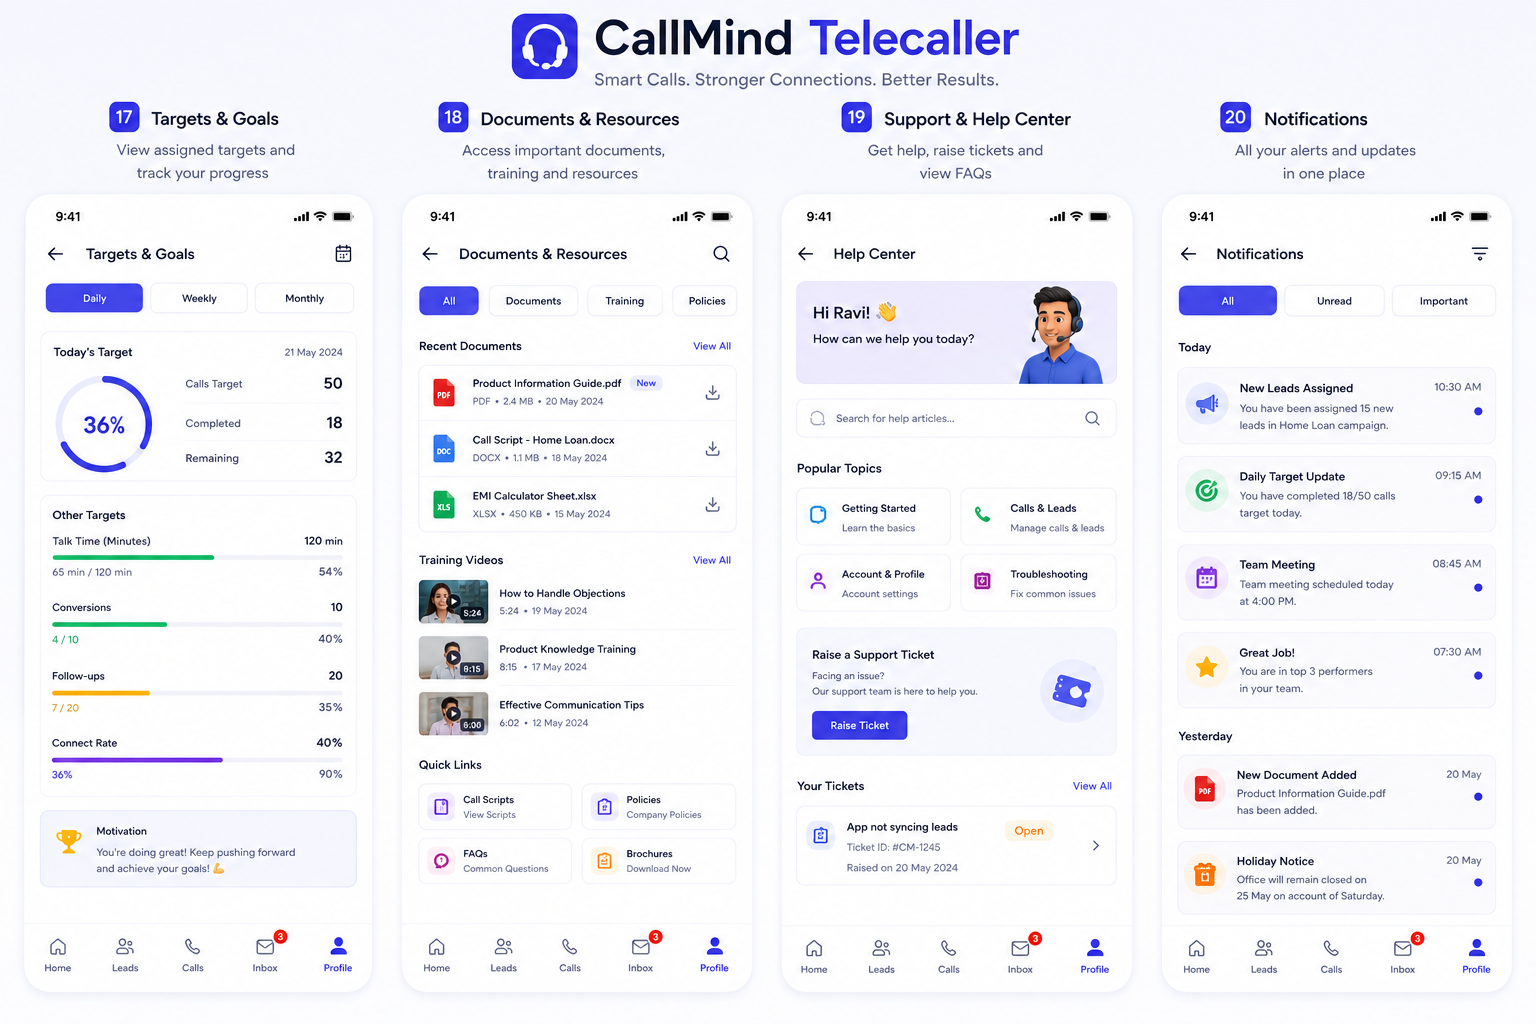 CallMind Telecaller
Smart Calls. Stronger Connections. Better Results.
17 Targets & Goals
View assigned targets and
track your progress
9:41
Targets & Goals
Daily Weekly Monthly
Today's Target 21 May 2024
36%
Calls Target 50
Completed 18
Remaining 32
Other Targets
Talk Time (Minutes) 120 min
65 min / 120 min 54%
Conversions 10
4 / 10 40%
Follow-ups 20
7 / 20 35%
Connect Rate 40%
36% 90%
Motivation
You're doing great! Keep pushing forward
and achieve your goals! 💪
Home Leads Calls Inbox 3 Profile
18 Documents & Resources
Access important documents,
training and resources
9:41
Documents & Resources
All Documents Training Policies
Recent Documents View All
PDF
Product Information Guide.pdf New
PDF • 2.4 MB • 20 May 2024
DOC
Call Script - Home Loan.docx
DOCX • 1.1 MB • 18 May 2024
XLS
EMI Calculator Sheet.xlsx
XLSX • 450 KB • 15 May 2024
Training Videos View All
5:24
How to Handle Objections
5:24 • 19 May 2024
8:15
Product Knowledge Training
8:15 • 17 May 2024
6:00
Effective Communication Tips
6:02 • 12 May 2024
Quick Links
Call Scripts
View Scripts
Policies
Company Policies
FAQs
Common Questions
Brochures
Download Now
Home Leads Calls Inbox 3 Profile
19 Support & Help Center
Get help, raise tickets and
view FAQs
9:41
Help Center
Hi Ravi! 👋
How can we help you today?
Search for help articles...
Popular Topics
Getting Started
Learn the basics
Calls & Leads
Manage calls & leads
Account & Profile
Account settings
Troubleshooting
Fix common issues
Raise a Support Ticket
Facing an issue?
Our support team is here to help you.
Raise Ticket
Your Tickets View All
App not syncing leads Open
Ticket ID: #CM-1245
Raised on 20 May 2024
Home Leads Calls Inbox 3 Profile
20 Notifications
All your alerts and updates
in one place
9:41
Notifications
All Unread Important
Today
New Leads Assigned 10:30 AM
You have been assigned 15 new
leads in Home Loan campaign.
Daily Target Update 09:15 AM
You have completed 18/50 calls
target today.
Team Meeting 08:45 AM
Team meeting scheduled today
at 4:00 PM.
Great Job! 07:30 AM
You are in top 3 performers
in your team.
Yesterday
PDF
New Document Added 20 May
Product Information Guide.pdf
has been added.
Holiday Notice 20 May
Office will remain closed on
25 May on account of Saturday.
Home Leads Calls Inbox 3 Profile